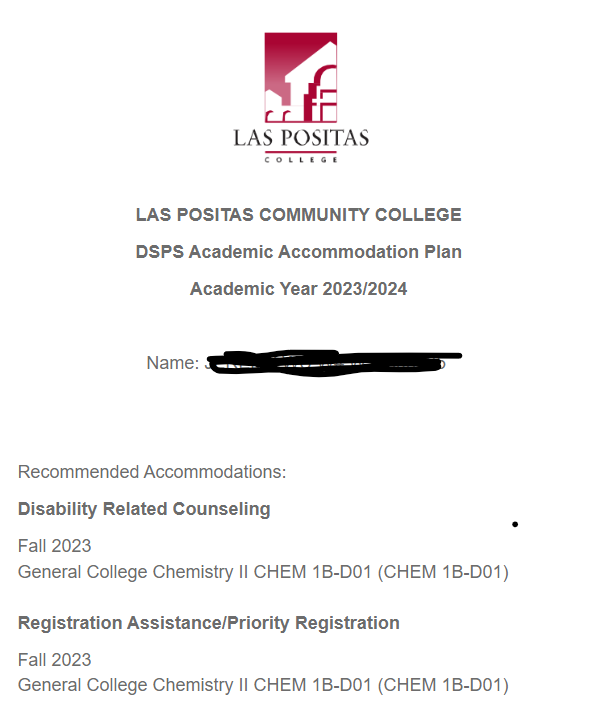 LAS POSITAS
COLLEGE
LAS POSITAS COMMUNITY COLLEGE
DSPS Academic Accommodation Plan
Academic Year 2023/2024
Name:
Recommended Accommodations:
Disability Related Counseling
Fall 2023
General College Chemistry II CHEM 1B-D01 (CHEM 1B-D01)
Registration Assistance/Priority Registration
Fall 2023
General College Chemistry II CHEM 1B-D01 (CHEM 1B-D01)